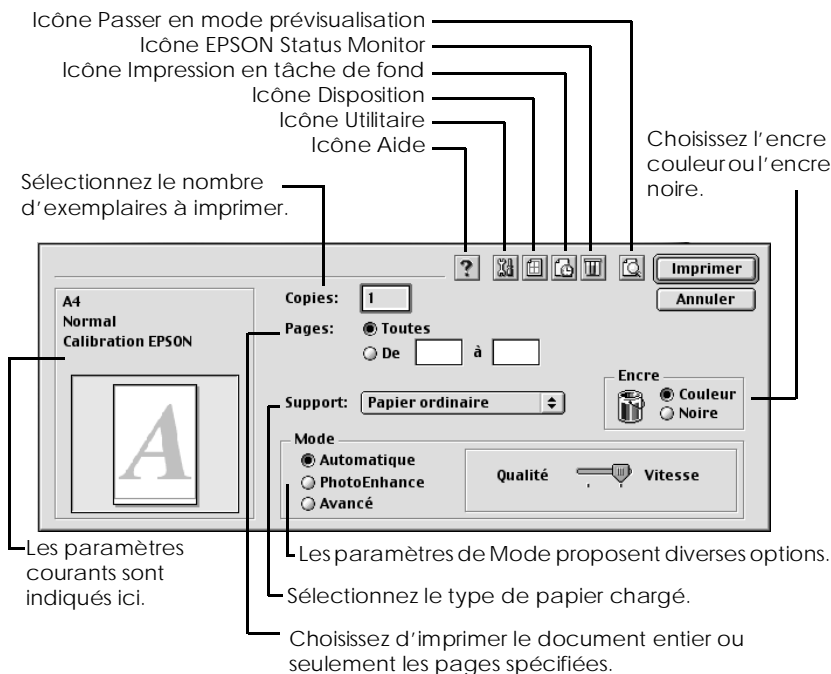 Icône Passer en mode prévisualisation
Icône EPSON Status Monitor
Icône Impression en tâche de fond
Icône Disposition
Icône Utilitaire
Icône Aide
Choisissez l'encre
couleur ou l'encre
noire.
Sélectionnez le nombre
d'exemplaires à imprimer.
?
Imprimer
A4
Normal
Calibration EPSON
Copies: 1
Annuler
Pages: Toutes
De à
Encre
Couleur
Noire
Support: Papier ordinaire
A
Mode
Automatique
PhotoEnhance
Avancé
Qualité Vitesse
Les paramètres
courants sont
indiqués ici.
Les paramètres de Mode proposent diverses options.
Sélectionnez le type de papier chargé.
Choisissez d'imprimer le document entier ou
seulement les pages spécifiées.